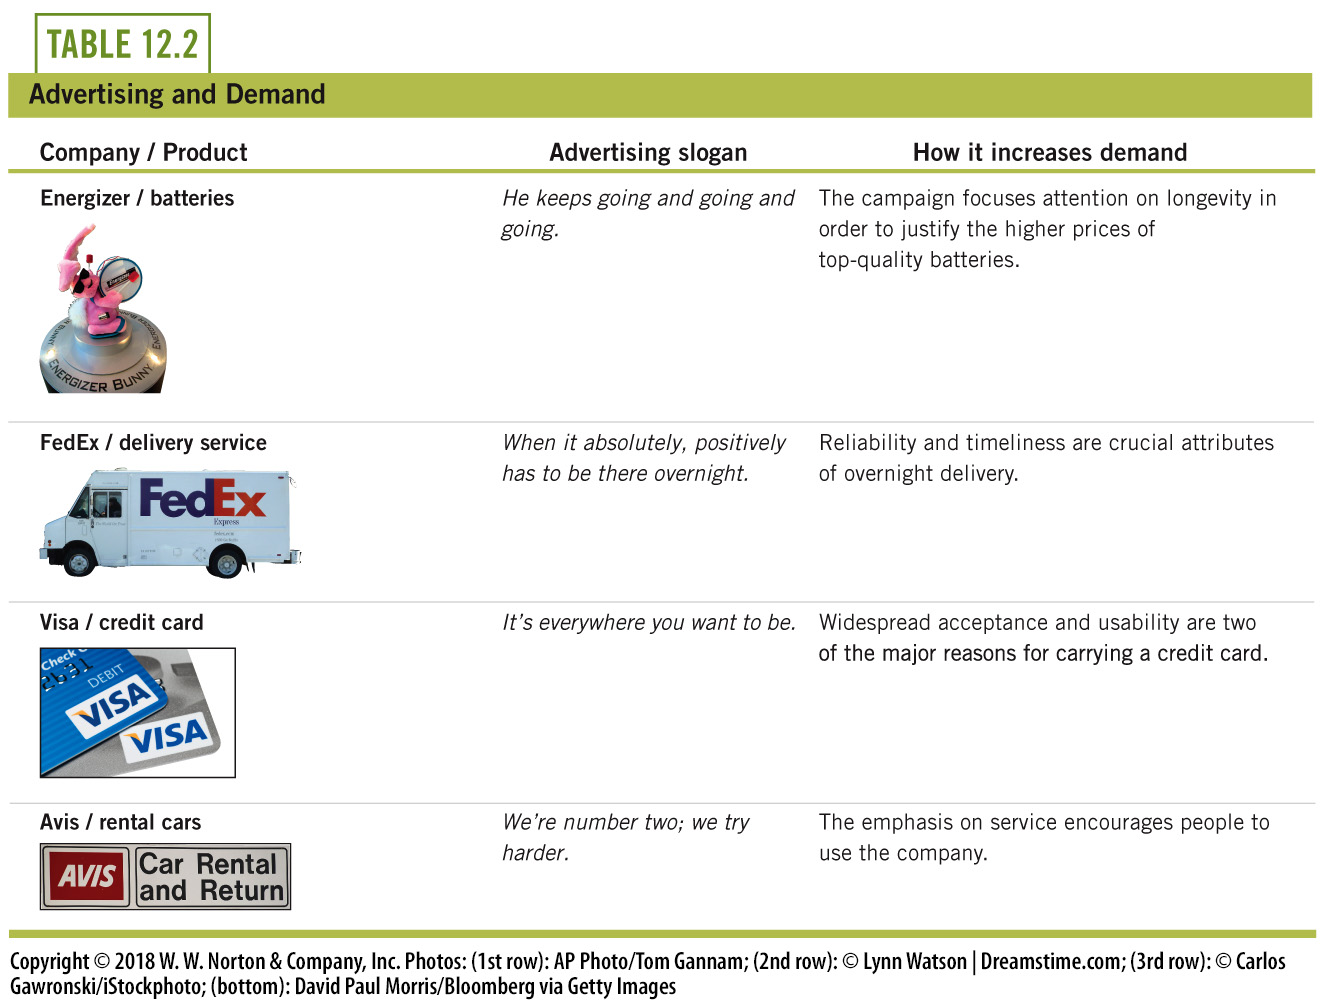 TABLE 12.2
Advertising and Demand
Company / Product
Advertising slogan
How it increases demand
Energizer / batteries
He keeps going and going and
going.
The campaign focuses attention on longevity in
order to justify the higher prices of
top-quality batteries.
ENERGIZER BUNNY
FedEx / delivery service
When it absolutely, positively
has to be there overnight.
Reliability and timeliness are crucial attributes
of overnight delivery.
FedEx
Express
Visa / credit card
It's everywhere you want to be.
Widespread acceptance and usability are two
of the major reasons for carrying a credit card.
Check
2631
DEBIT
VISA
VISA
Avis / rental cars
We're number two; we try
harder.
The emphasis on service encourages people to
use the company.
AVIS
Car Rental
and Return
Copyright © 2018 W. W. Norton & Company, Inc. Photos: (1st row): AP Photo/Tom Gannam; (2nd row): © Lynn Watson | Dreamstime.com; (3rd row): © Carlos
Gawronski/iStockphoto; (bottom): David Paul Morris/Bloomberg via Getty Images